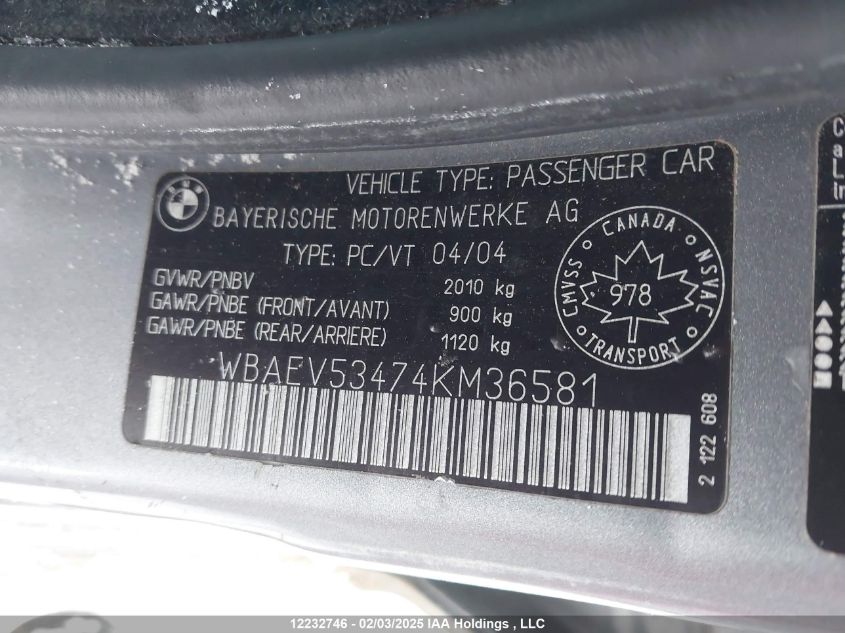 VEHICLE TYPE: PASSENGER CAR
BAYERISCHE MOTORENWERKE AG
TYPE: PC/VT 04/04
GVWR/PNBV 2010 kg
GAWR/PNBE (FRONT/AVANT) 900 kg
GAWR/PNBE (REAR/ARRIERE) 1120 kg
WBAEV53474KM36581
CANADA
CMVSS
NSVAC
978
TRANSPORT
2 122 608
BMW
12232746 - 02/03/2025 IAA Holdings, LLC